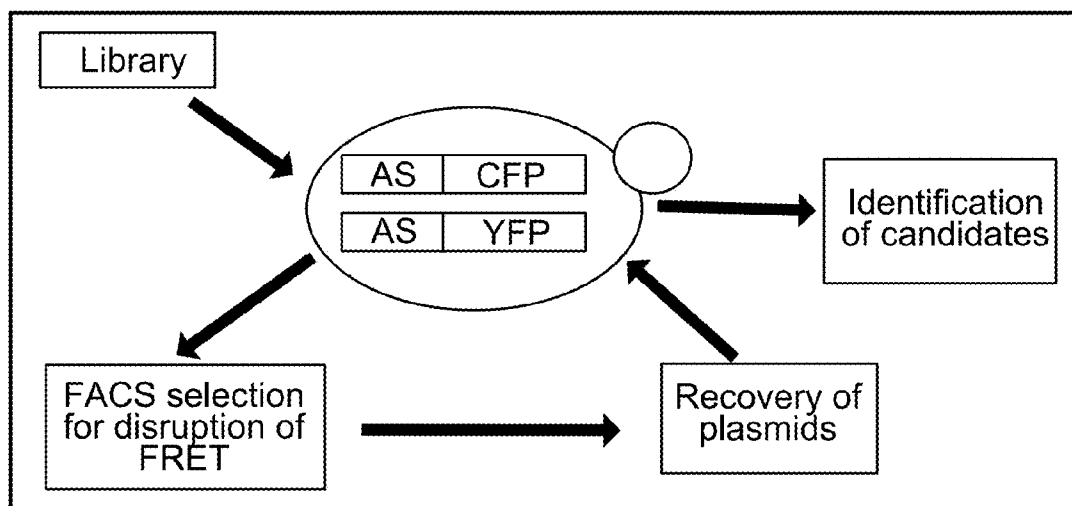 Library
AS CFP
AS YFP
Identification
of candidates
FACS selection
for disruption of
FRET
Recovery of
plasmids